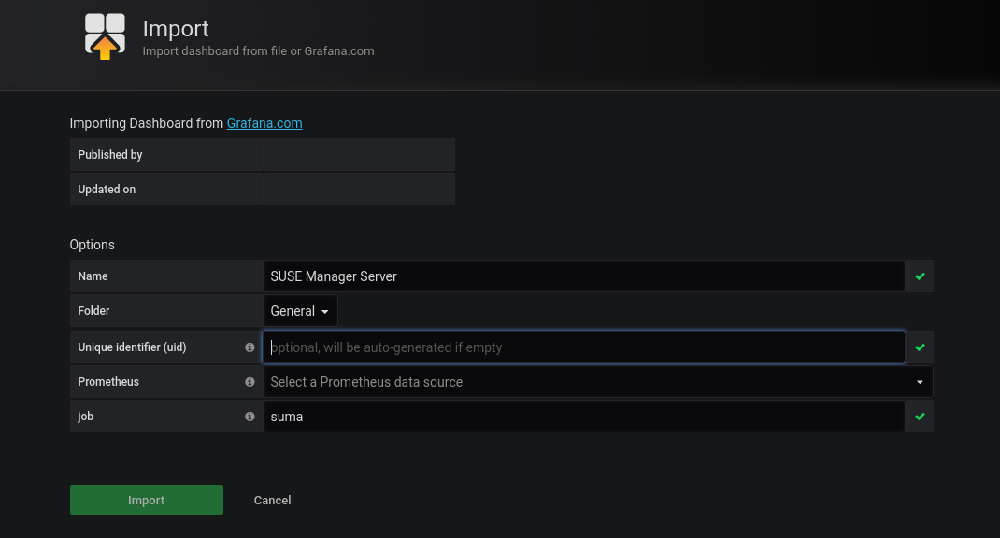 Import
Import dashboard from file or Grafana.com
Importing Dashboard from Grafana.com
Published by
Updated on
Options
Name SUSE Manager Server
Folder General
Unique identifier (uid) optional, will be auto-generated if empty
Prometheus Select a Prometheus data source
job suma
Import Cancel